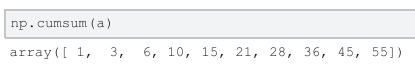 np.cumsum(a)
array([ 1,  3,  6, 10, 15, 21, 28, 36, 45, 55])